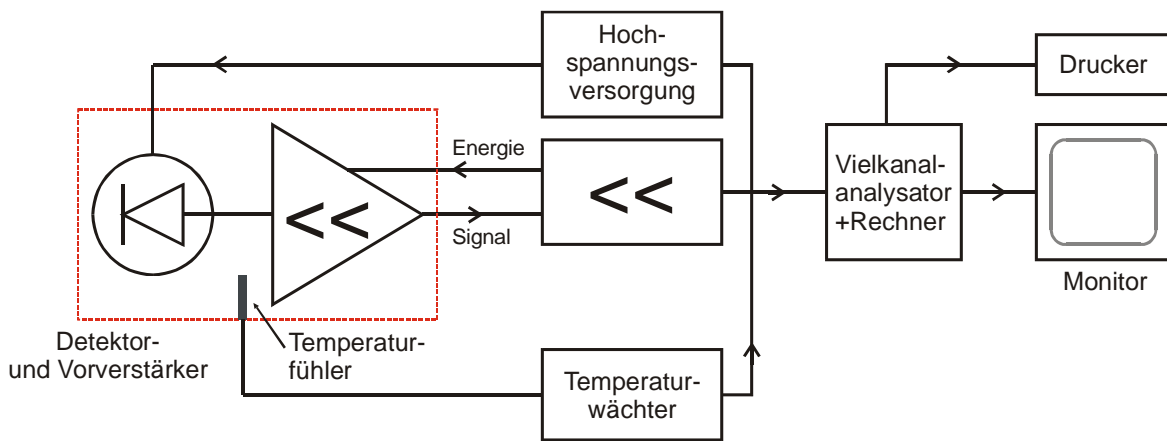 Hoch-
spannungs-
versorgung
Drucker
Energie
<<
<<
Signal
Vielkanal-
analysator
+Rechner
Monitor
Detektor-
und Vorverstärker
Temperatur-
fühler
Temperatur-
wächter